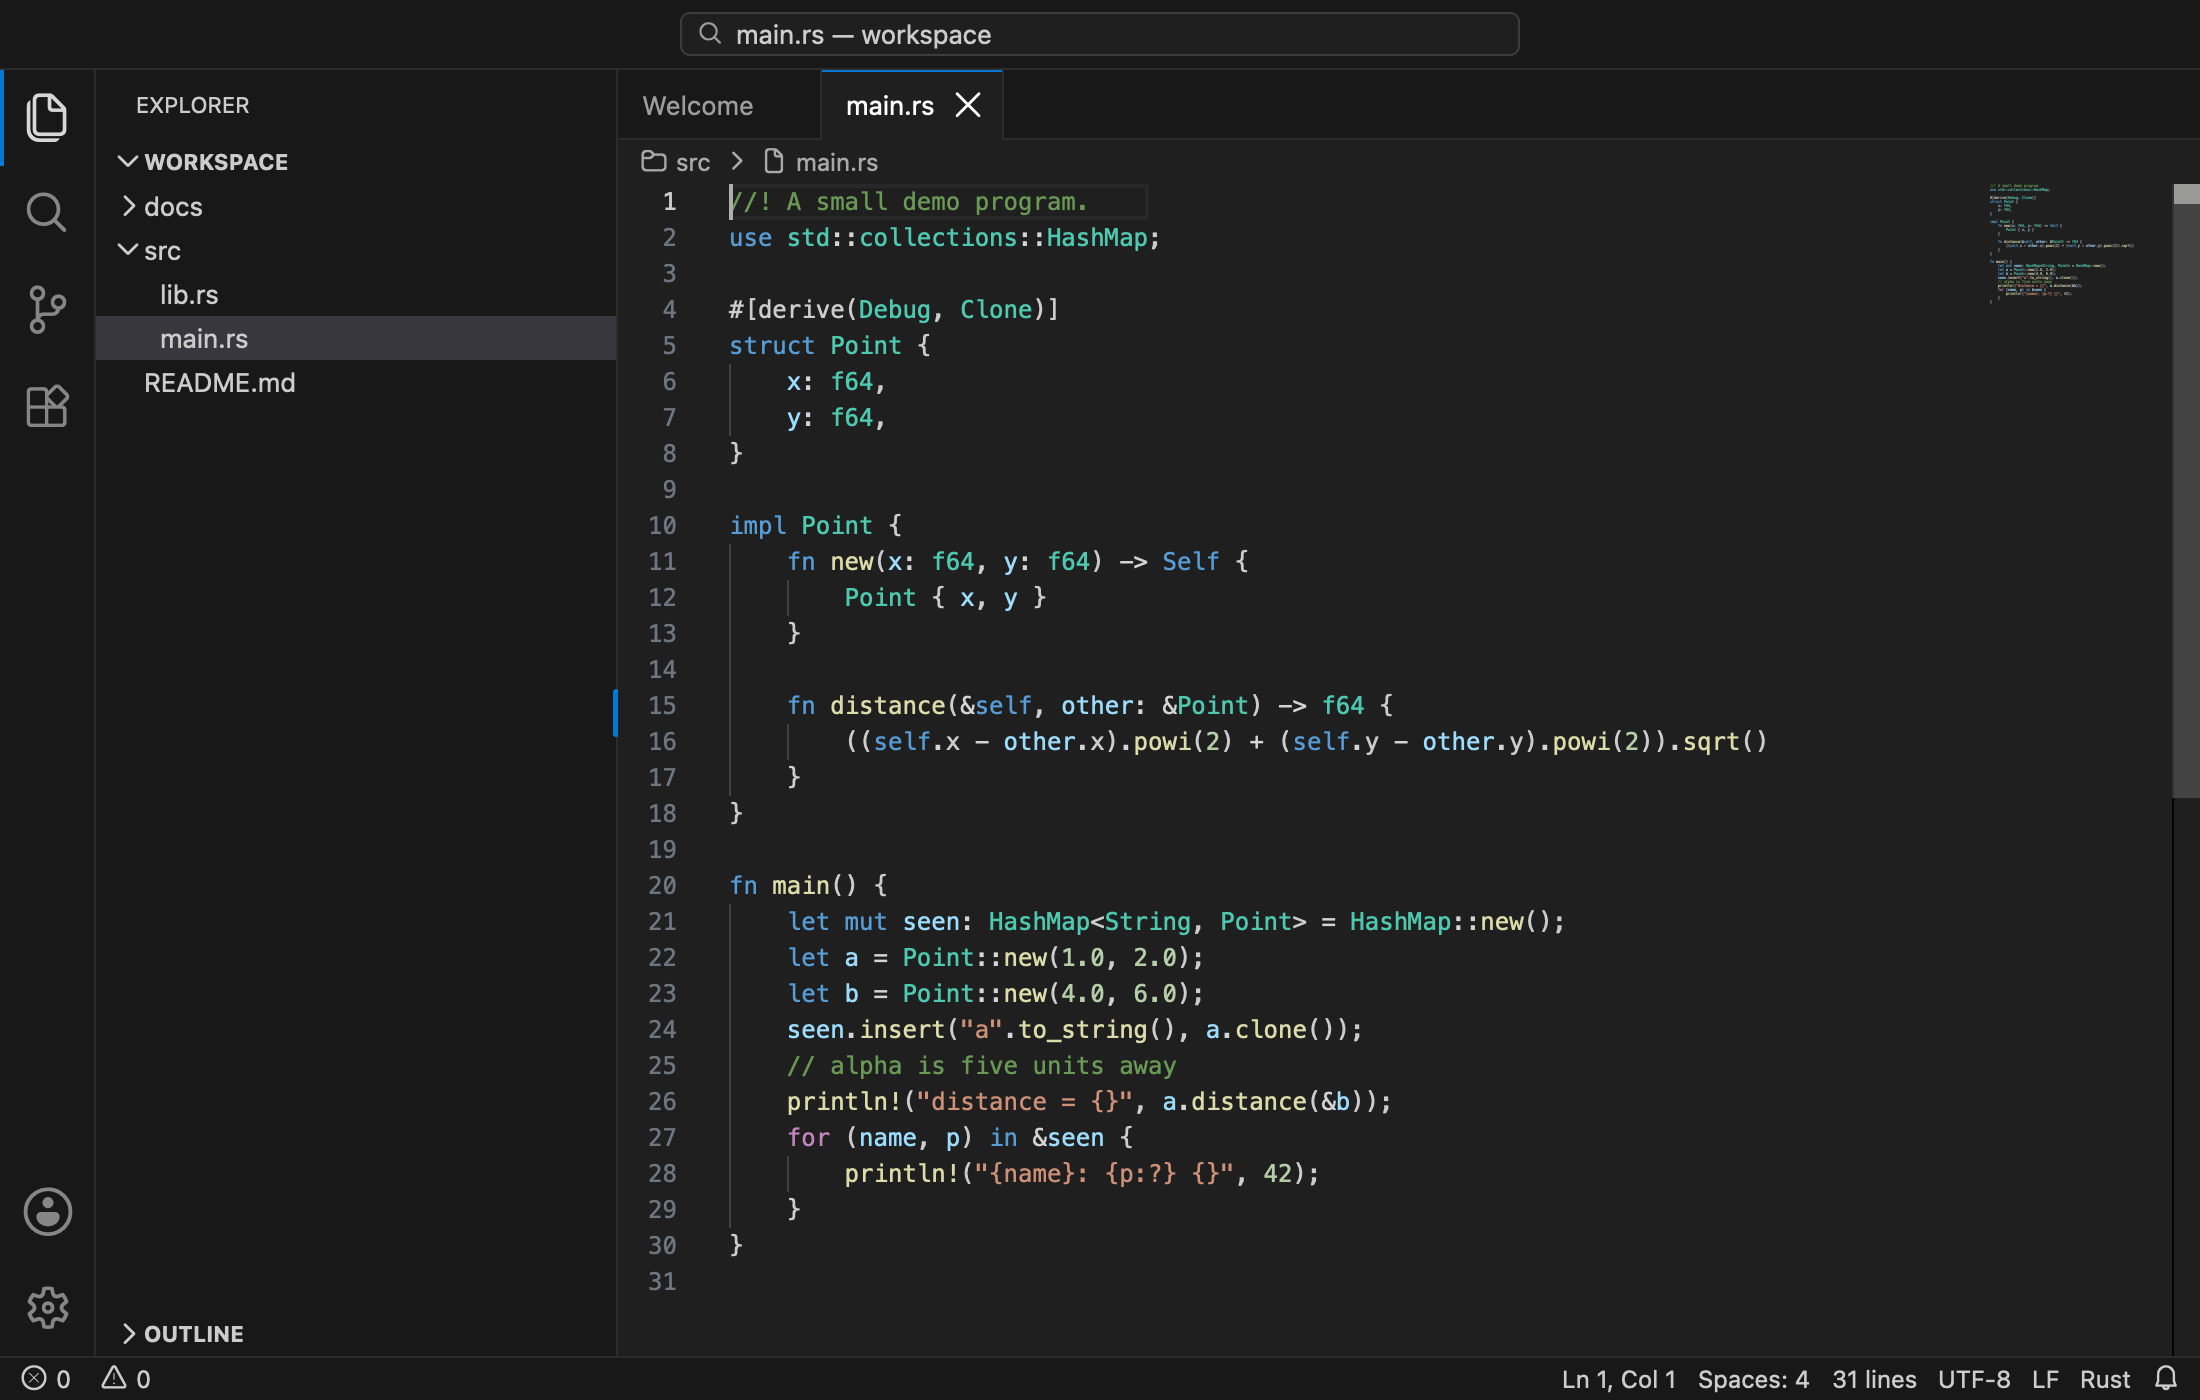 main.rs — workspace
EXPLORER
WORKSPACE
docs
src
lib.rs
main.rs
README.md
OUTLINE
Welcome
main.rs
src > main.rs
1 //! A small demo program.
2 use std::collections::HashMap;
3
4 #[derive(Debug, Clone)]
5 struct Point {
6     x: f64,
7     y: f64,
8 }
9
10 impl Point {
11     fn new(x: f64, y: f64) -> Self {
12         Point { x, y }
13     }
14
15     fn distance(&self, other: &Point) -> f64 {
16         ((self.x - other.x).powi(2) + (self.y - other.y).powi(2)).sqrt()
17     }
18 }
19
20 fn main() {
21     let mut seen: HashMap<String, Point> = HashMap::new();
22     let a = Point::new(1.0, 2.0);
23     let b = Point::new(4.0, 6.0);
24     seen.insert("a".to_string(), a.clone());
25     // alpha is five units away
26     println!("distance = {}", a.distance(&b));
27     for (name, p) in &seen {
28         println!("{name}: {p:?} {}", 42);
29     }
30 }
31
0 0 Ln 1, Col 1 Spaces: 4 31 lines UTF-8 LF Rust